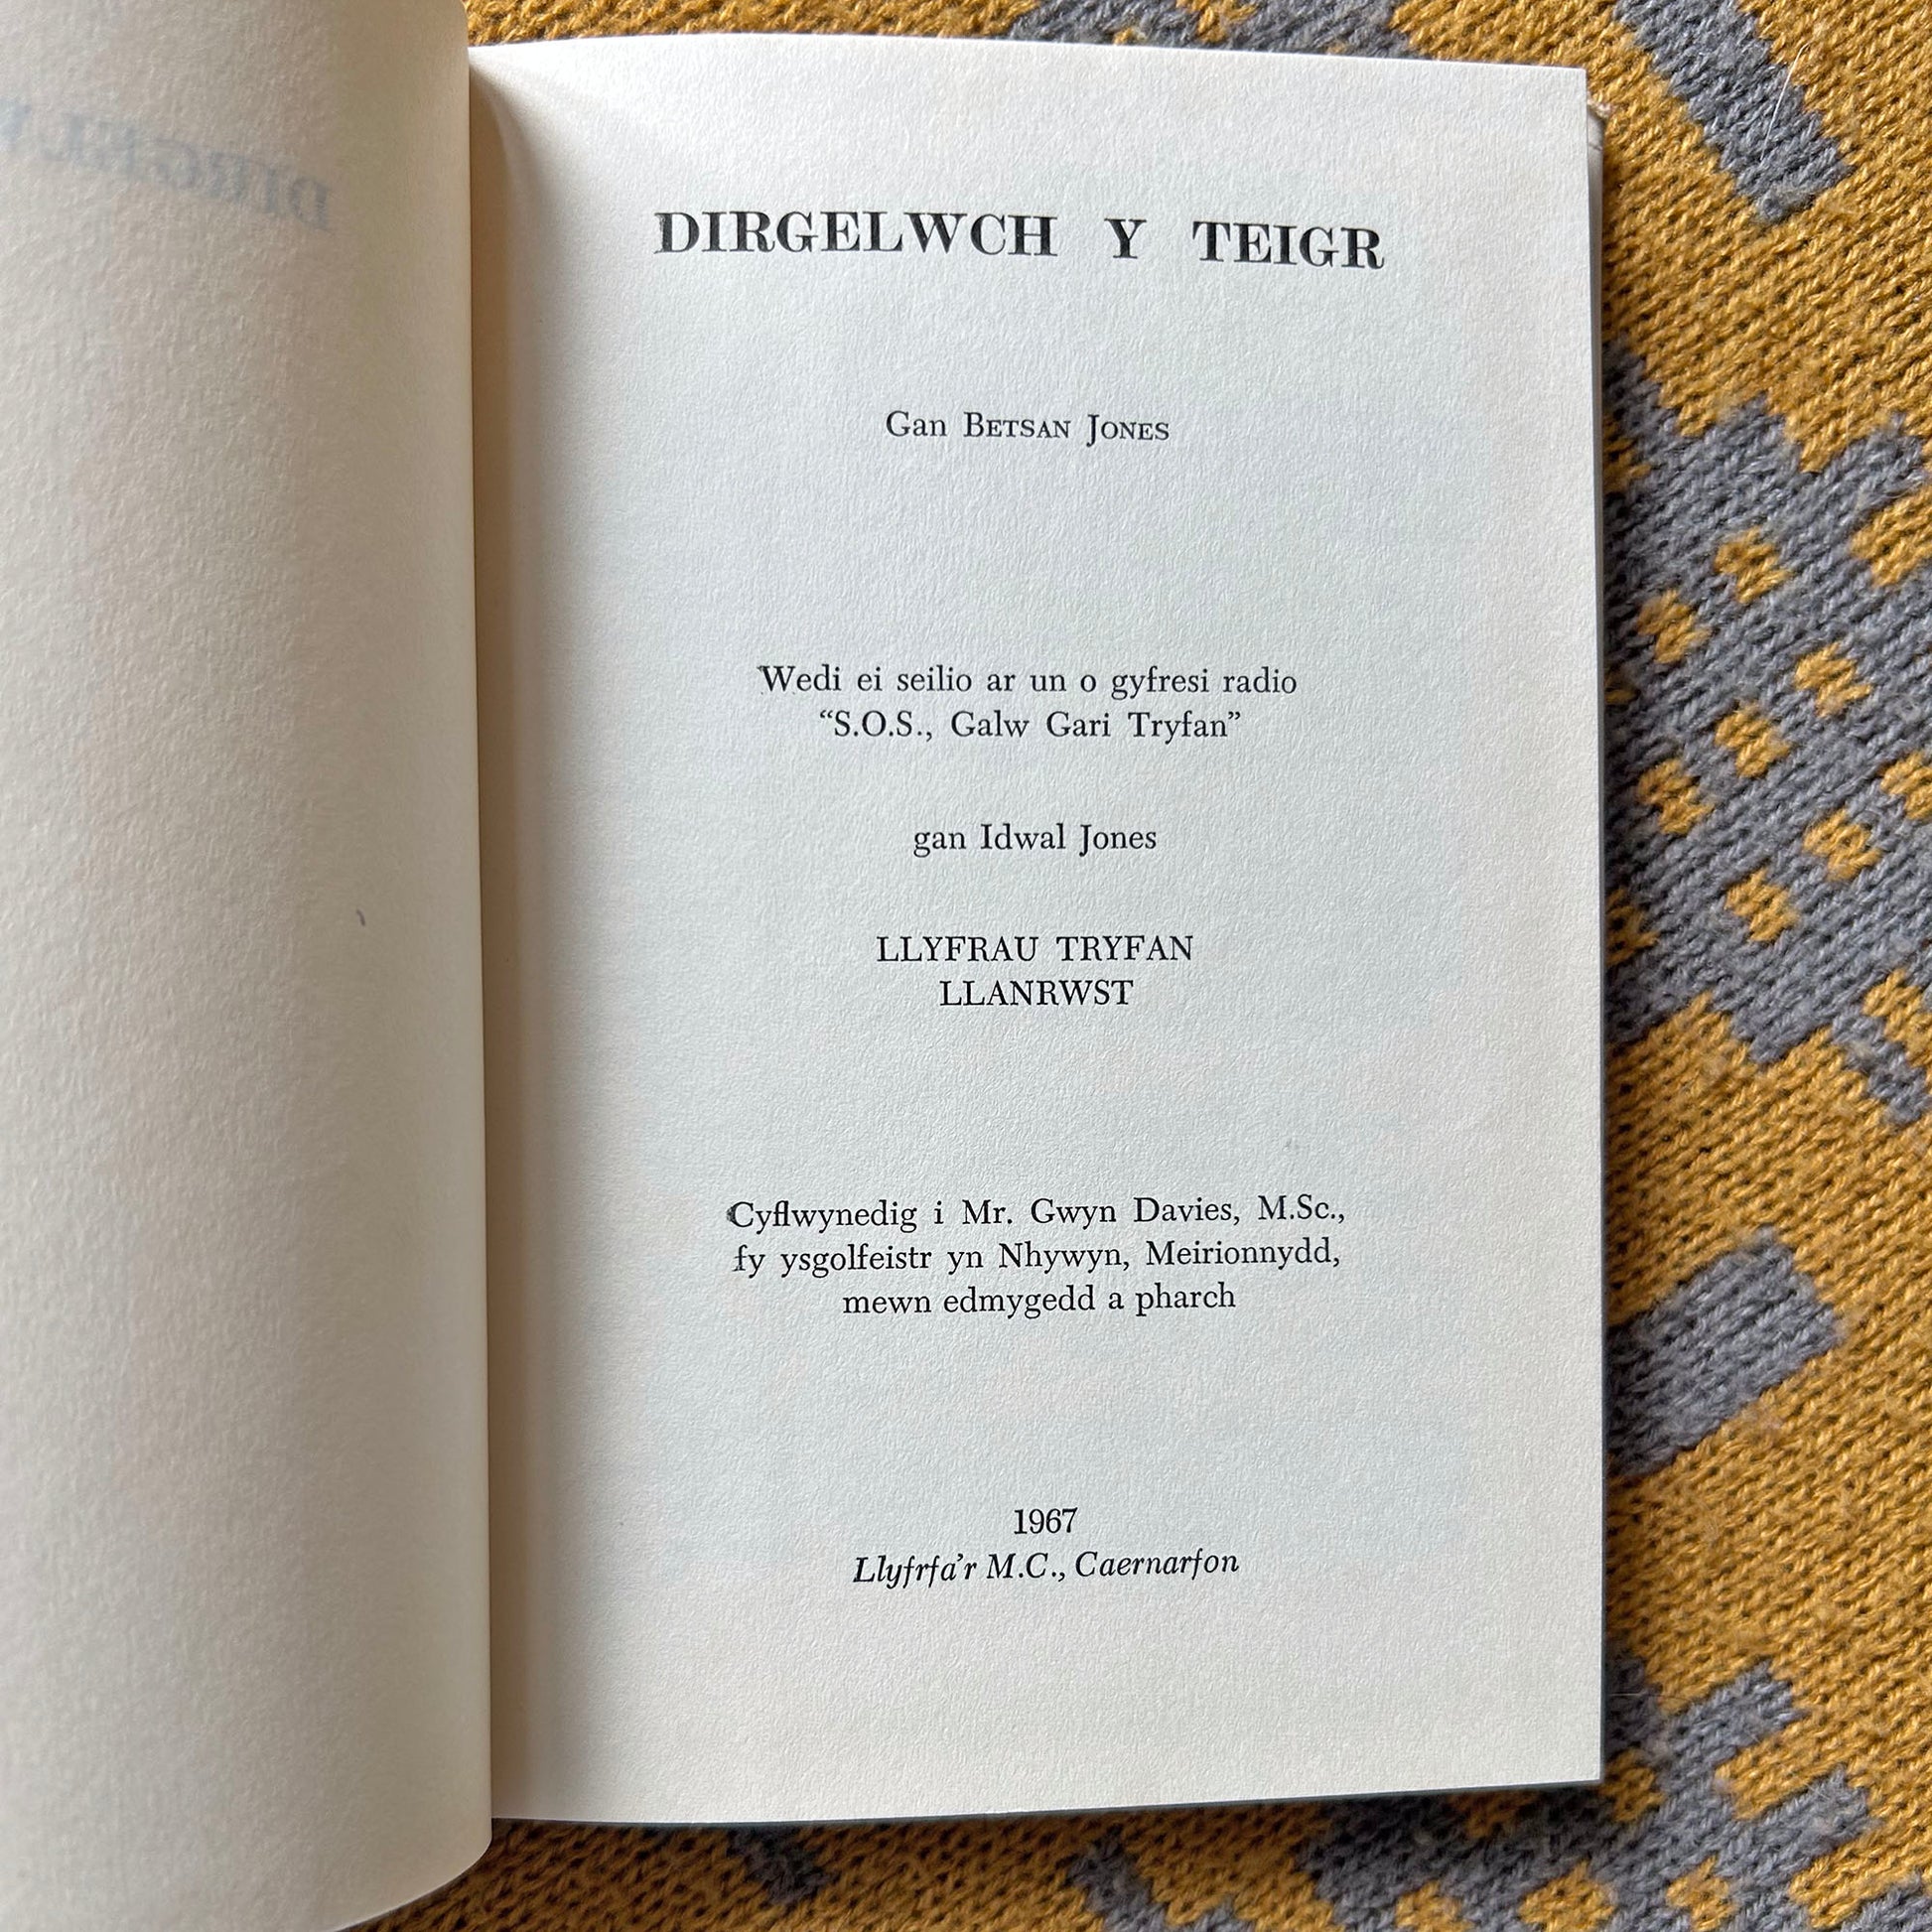 DIRGELWCH Y TEIGR
Gan BETSAN JONES
Wedi ei seilio ar un o gyfresi radio
“S.O.S., Galw Gari Tryfan”
gan Idwal Jones
LLYFRAU TRYFAN
LLANRWST
Cyflwynedig i Mr. Gwyn Davies, M.Sc.,
fy ysgolfeistr yn Nhywyn, Meirionnydd,
mewn edmygedd a pharch
1967
Llyfrfa’r M.C., Caernarfon